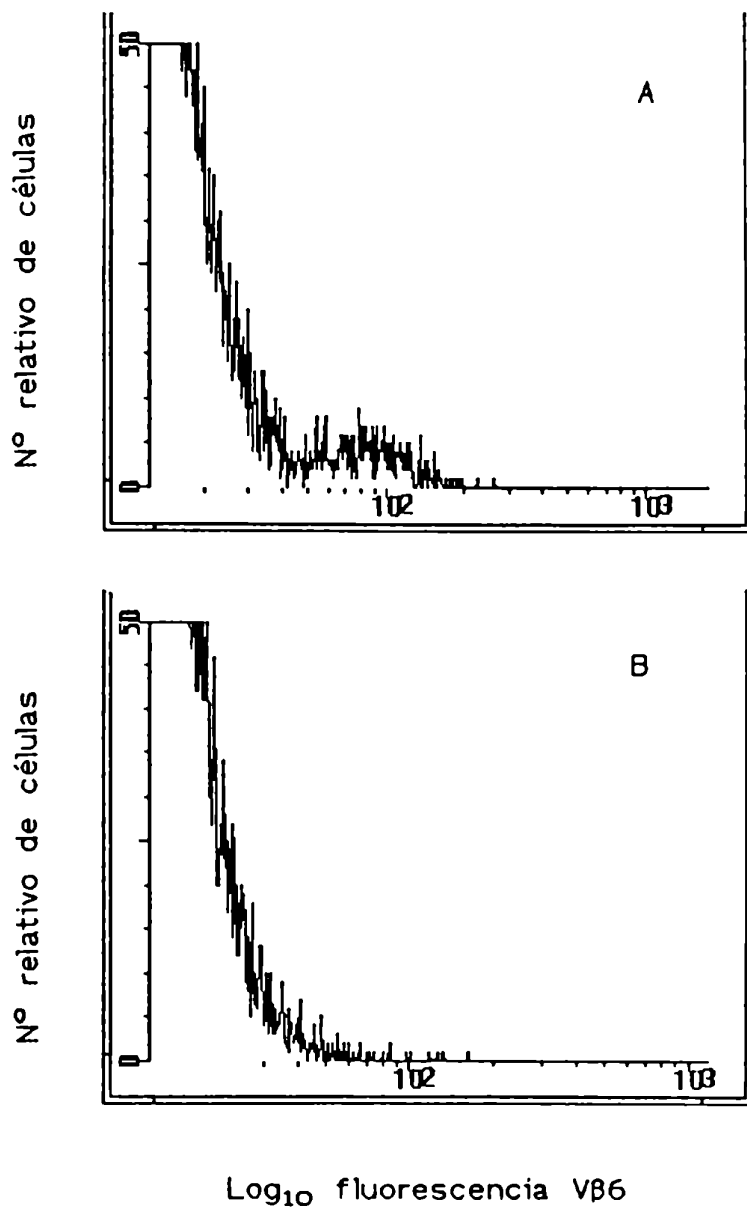 50
A
Nº relativo de células
0
10²
10³
50
B
Nº relativo de células
0
10²
10³
Log₁₀ fluorescencia Vβ6